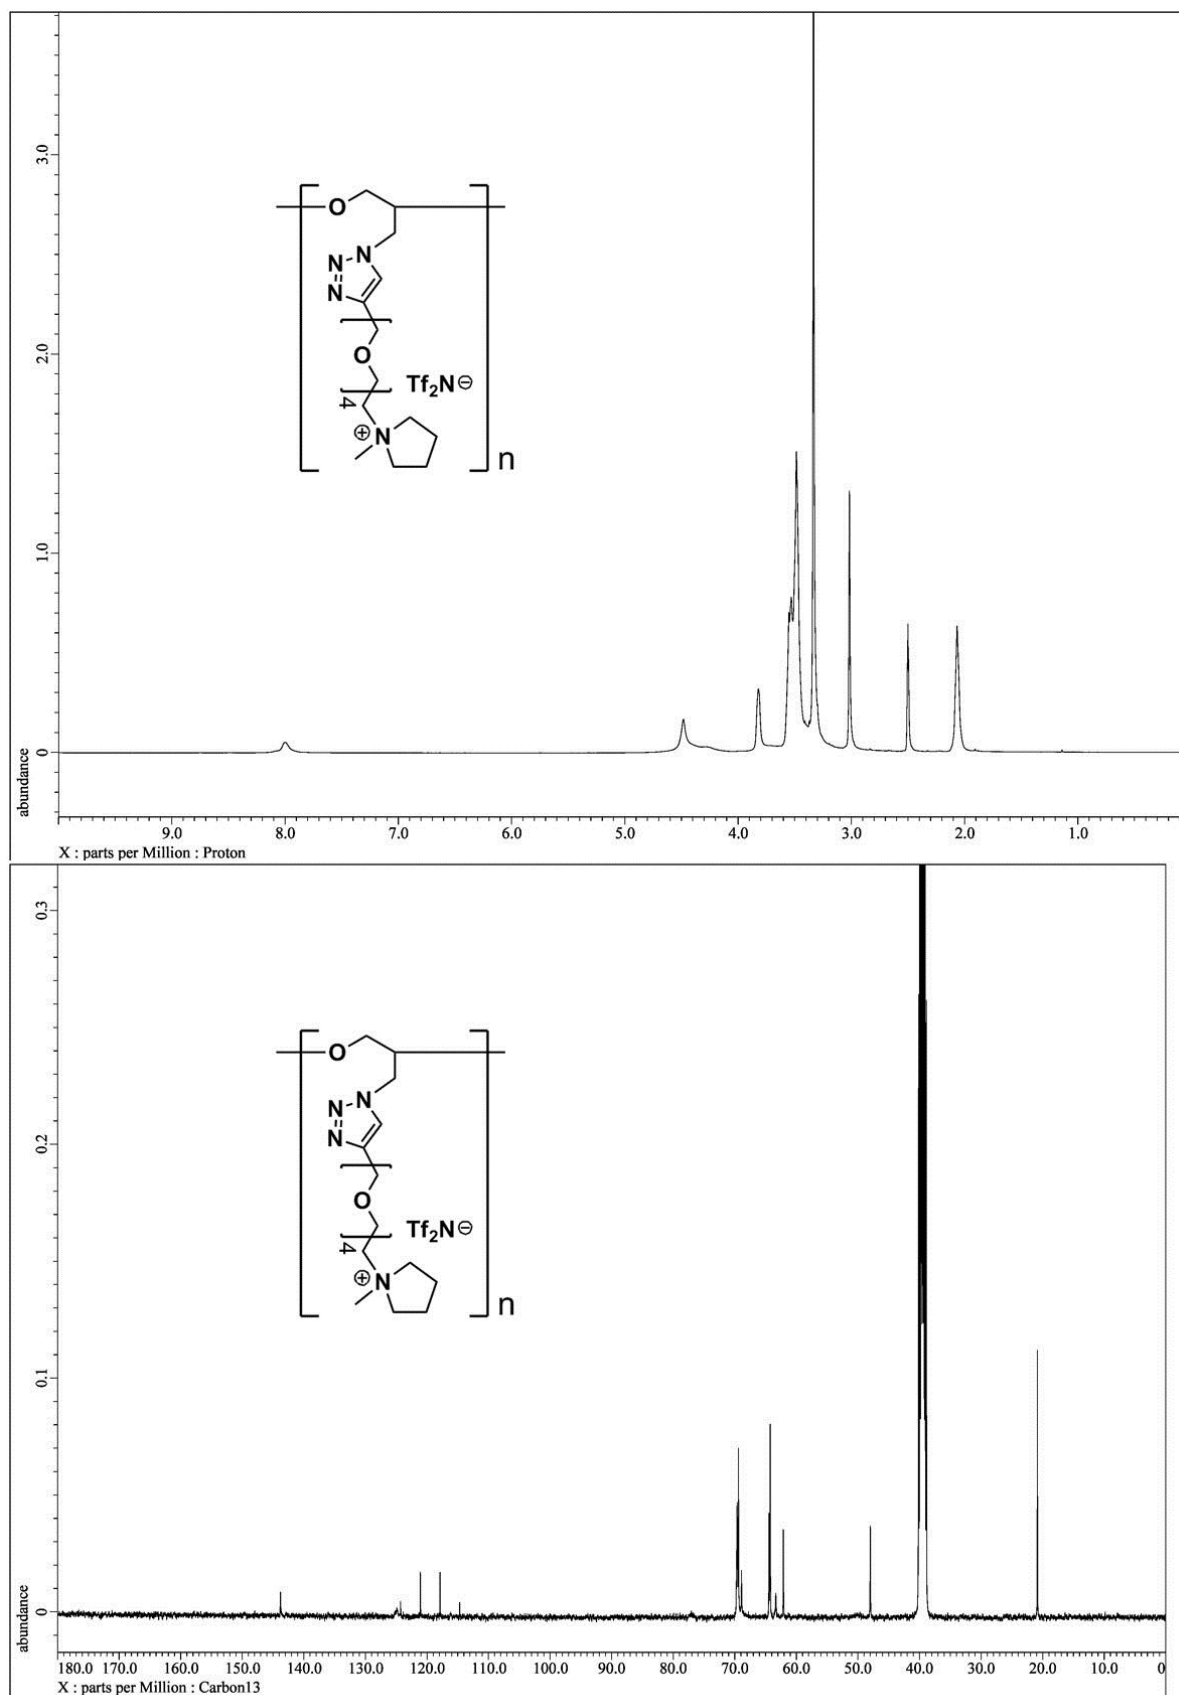 3.0
2.0
1.0
0
abundance
O
N
N
N
O
4
Tf₂N⊖
⊕
N
n
9.0 8.0 7.0 6.0 5.0 4.0 3.0 2.0 1.0
X : parts per Million : Proton
0.3
0.2
0.1
0
abundance
O
N
N
N
O
4
Tf₂N⊖
⊕
N
n
180.0 170.0 160.0 150.0 140.0 130.0 120.0 110.0 100.0 90.0 80.0 70.0 60.0 50.0 40.0 30.0 20.0 10.0 0
X : parts per Million : Carbon13